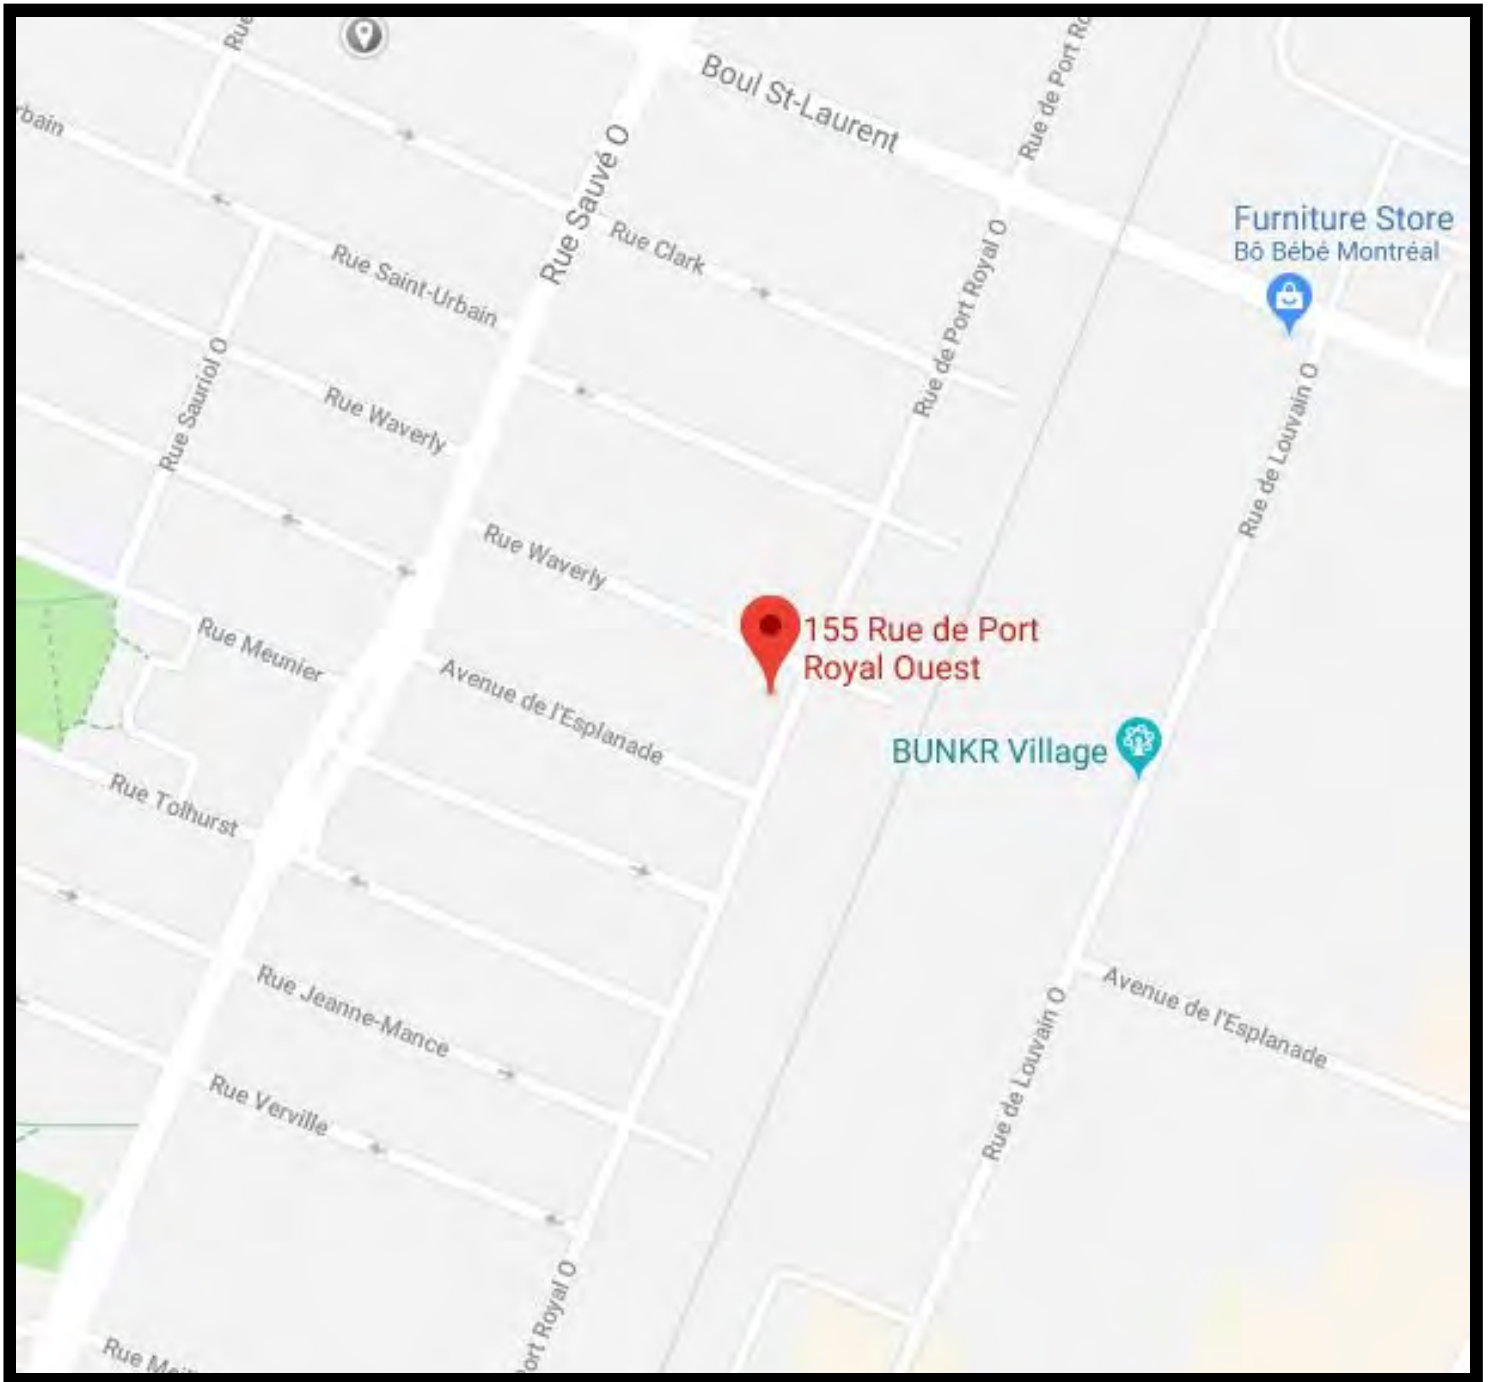 Rue
Boul St-Laurent
Rue de Port Ro
rbain
Rue Sauvé O
Rue Clark
Furniture Store
Bô Bébé Montréal
Rue Saint-Urbain
Rue de Port Royal O
Rue Sauriol O
Rue Waverly
Rue de Louvain O
Rue Waverly
155 Rue de Port
Royal Ouest
Rue Meunier
Avenue de l'Esplanade
BUNKR Village
Rue Tolhurst
Rue Jeanne-Mance
Avenue de l'Esplanade
Rue de Louvain O
Rue Verville
ort Royal O
Rue